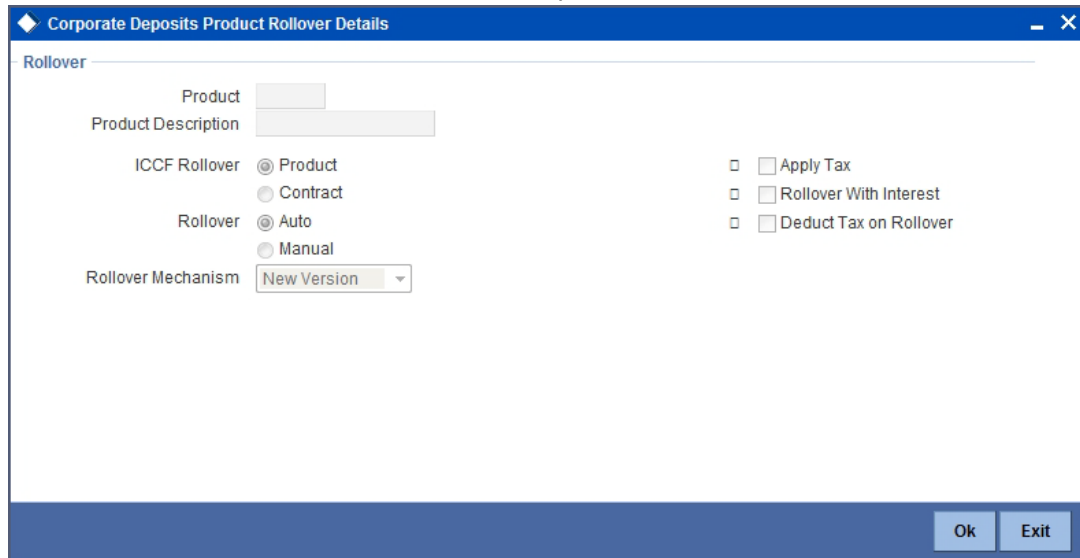 Corporate Deposits Product Rollover Details
Rollover
Product
Product Description
ICCF Rollover Product Apply Tax
Contract Rollover With Interest
Rollover Auto Deduct Tax on Rollover
Manual
Rollover Mechanism New Version
Ok Exit